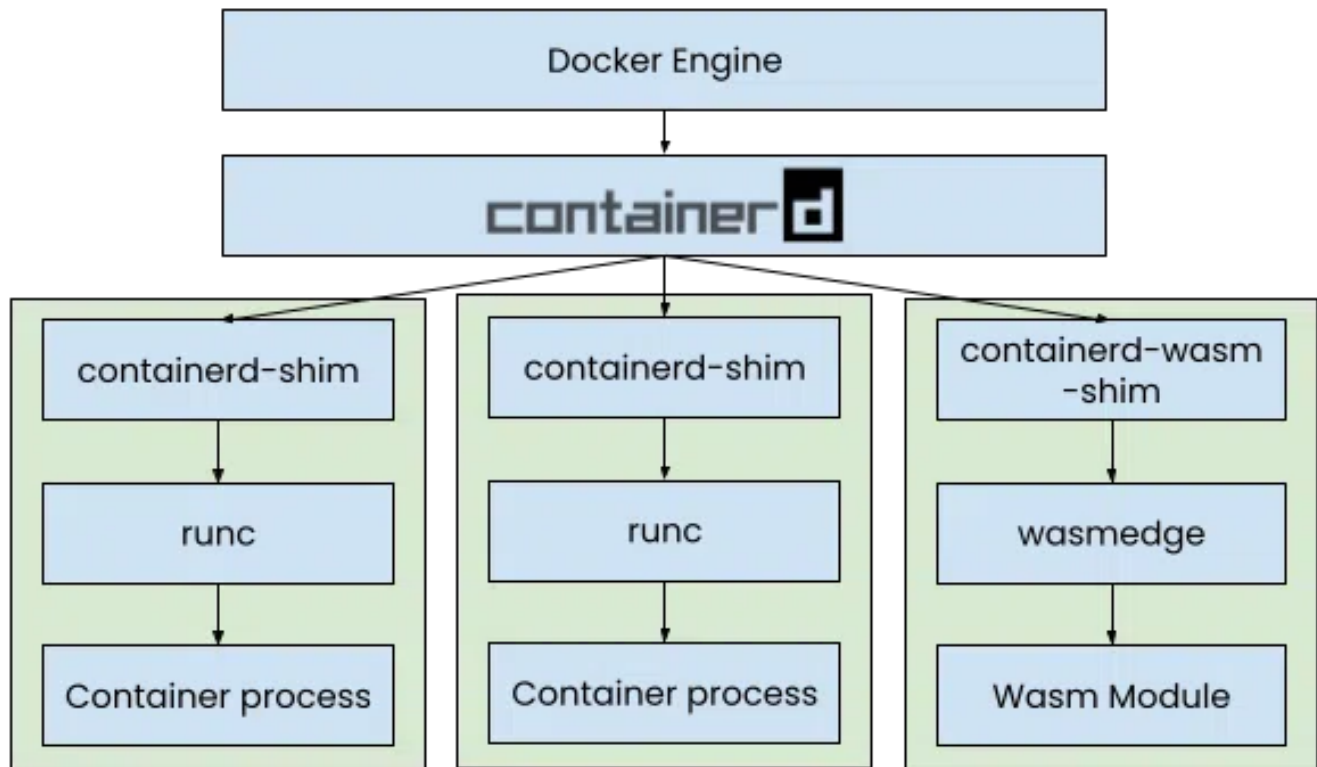 Docker Engine
containerd
containerd-shim
containerd-shim
containerd-wasm
-shim
runc
runc
wasmedge
Container process
Container process
Wasm Module